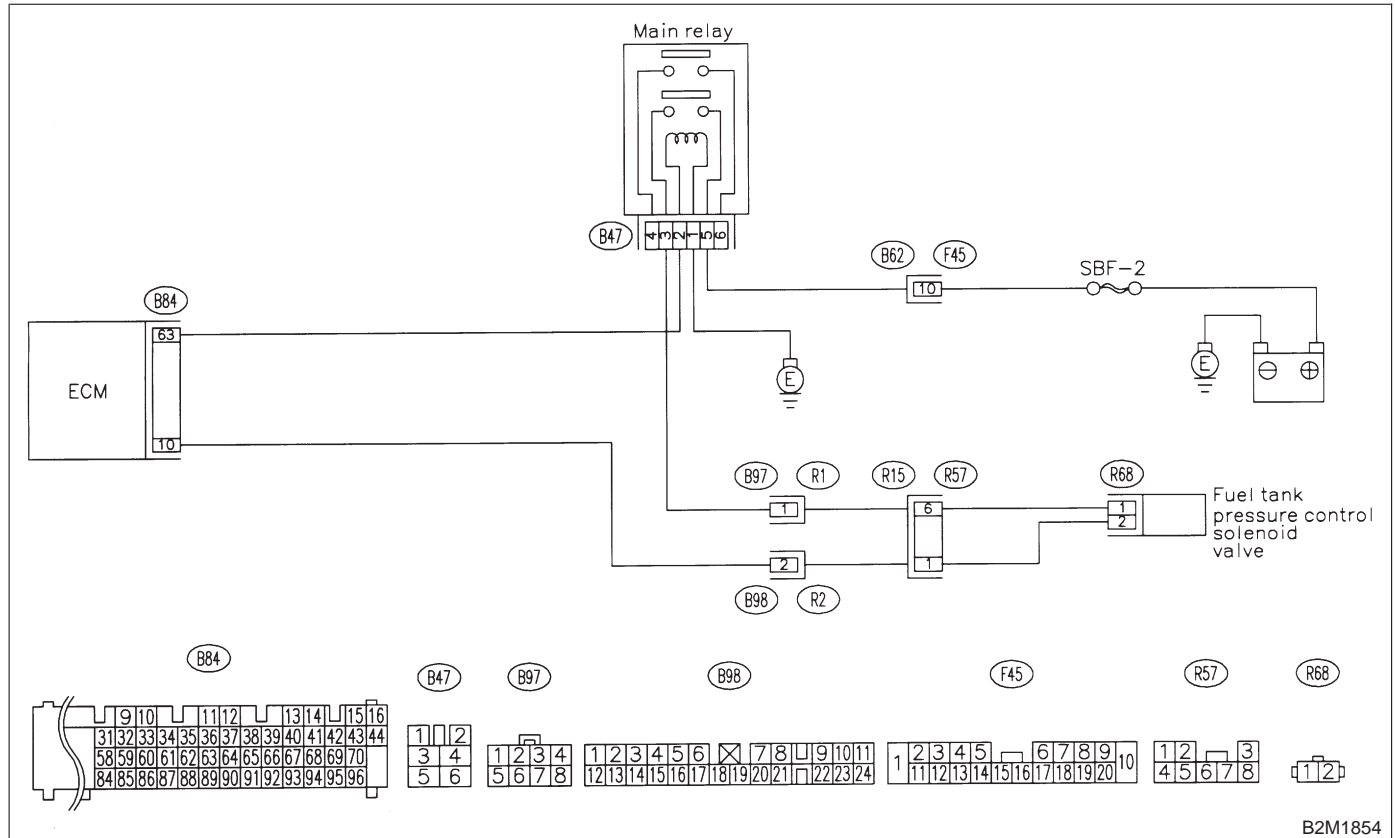 Main relay
B47
4 3 2 1 5 6
B62 F45
10
SBF-2
B84
63
ECM
10
E
E
⊖ ⊕
B97 R1
1
R15 R57
6
1
R68
1
2
Fuel tank
pressure control
solenoid
valve
2
B98 R2
B84
9 10 11 12 13 14 15 16
31 32 33 34 35 36 37 38 39 40 41 42 43 44
58 59 60 61 62 63 64 65 66 67 68 69 70
84 85 86 87 88 89 90 91 92 93 94 95 96
B47
1 2
3 4
5 6
B97
1 2 3 4
5 6 7 8
B98
1 2 3 4 5 6 7 8 9 10 11
12 13 14 15 16 17 18 19 20 21 22 23 24
F45
1 2 3 4 5 6 7 8 9 10
11 12 13 14 15 16 17 18 19 20
R57
1 2 3
4 5 6 7 8
R68
1 2
B2M1854